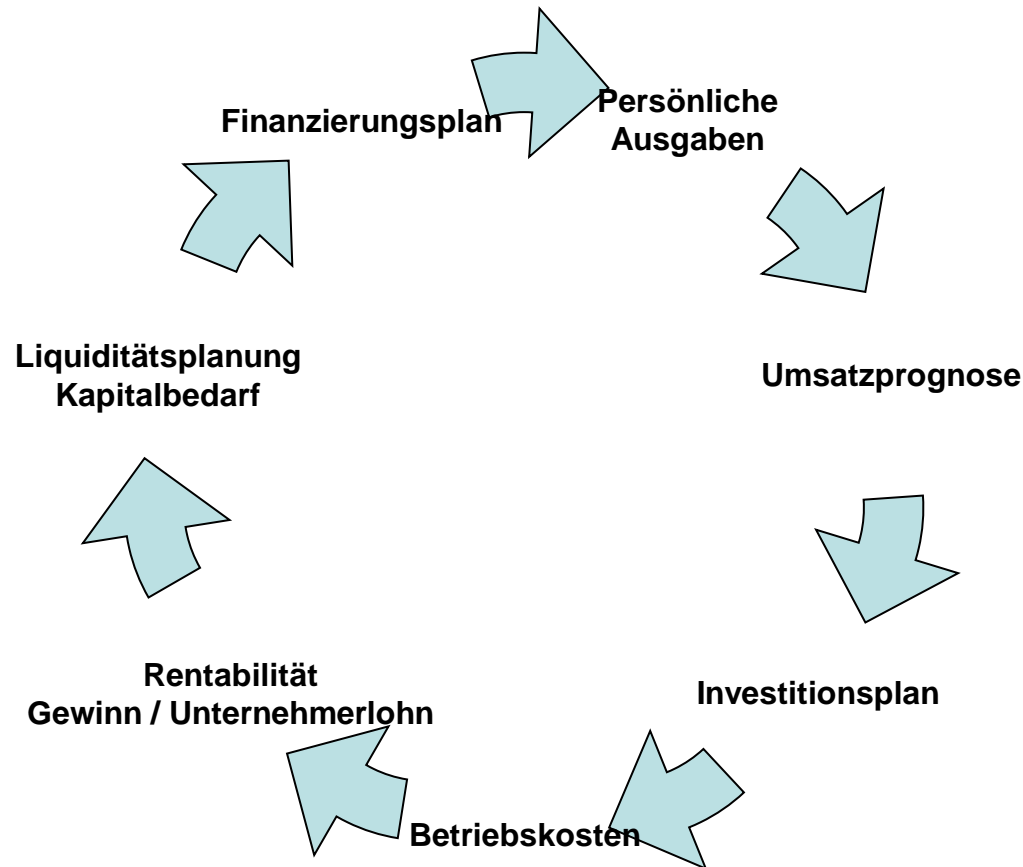 Finanzierungsplan
Persönliche
Ausgaben
Umsatzprognose
Investitionsplan
Betriebskosten
Rentabilität
Gewinn / Unternehmerlohn
Liquiditätsplanung
Kapitalbedarf